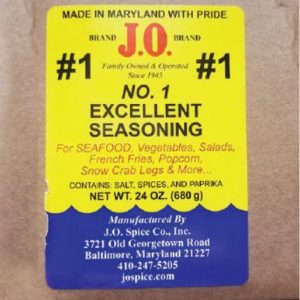 MADE IN MARYLAND WITH PRIDE
BRAND J.O. BRAND
Family Owned & Operated
#1 Since 1945 #1
NO. 1
EXCELLENT
SEASONING
For SEAFOOD, Vegetables, Salads,
French Fries, Popcorn,
Snow Crab Legs & More...
CONTAINS: SALT, SPICES, AND PAPRIKA
NET WT. 24 OZ. (680 g)
Manufactured By
J.O. Spice Co., Inc.
3721 Old Georgetown Road
Baltimore, Maryland 21227
410-247-5205
jospice.com